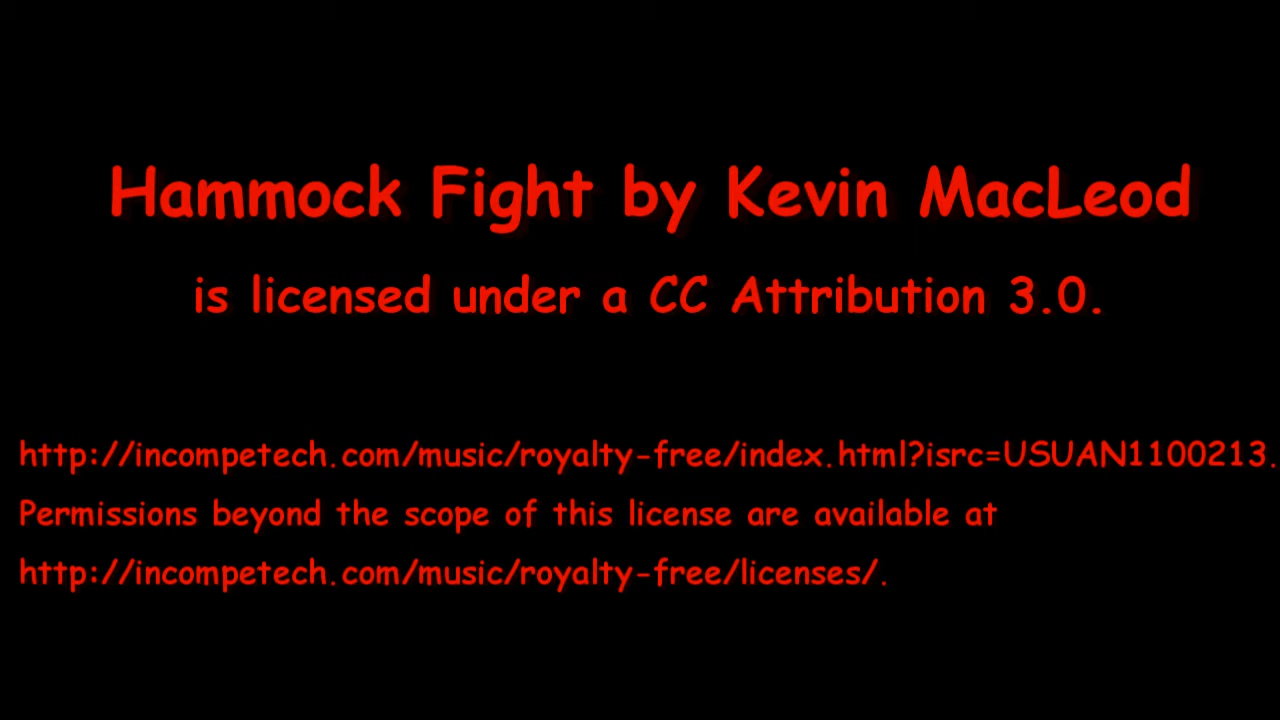 Hammock Fight by Kevin MacLeod
is licensed under a CC Attribution 3.0.
http://incompetech.com/music/royalty-free/index.html?isrc=USUAN1100213.
Permissions beyond the scope of this license are available at
http://incompetech.com/music/royalty-free/licenses/.